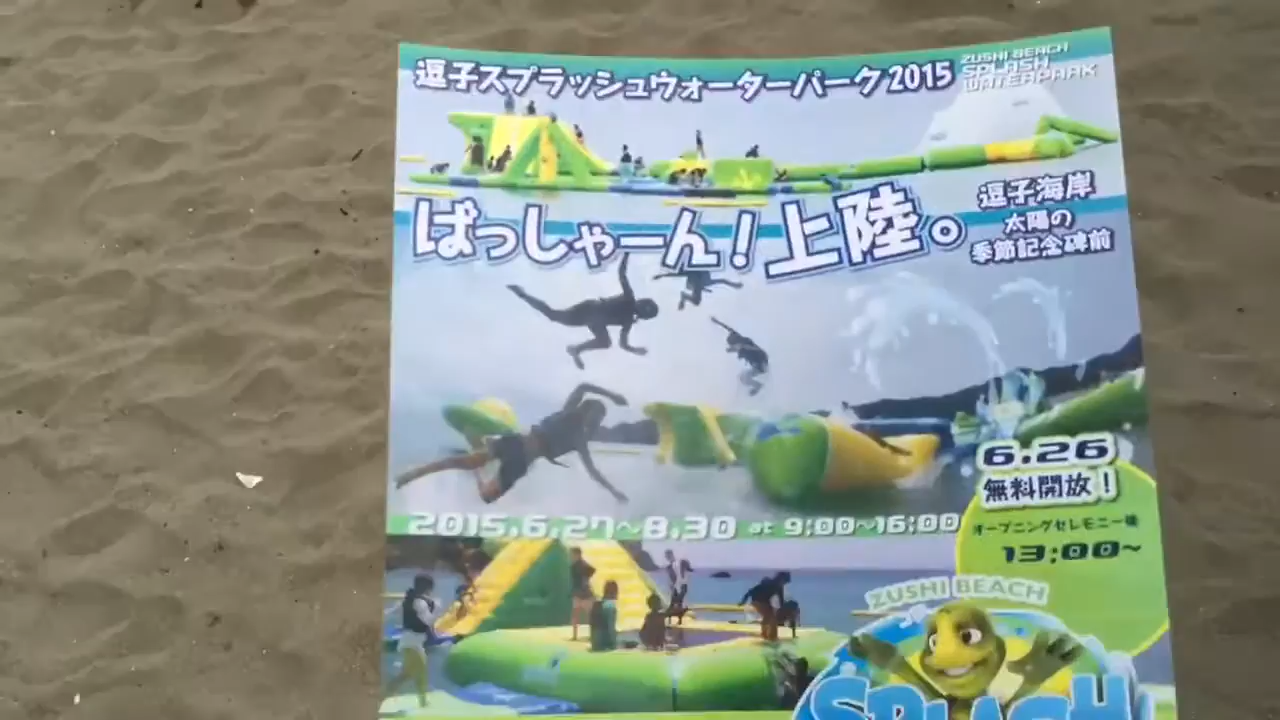 逗子スプラッシュウォーターパーク2015
ZUSHI BEACH
SPLASH
WATERPARK
ばっしゃーん!上陸。
逗子海岸
太陽の
季節記念碑前
6.26
無料開放!
2015.6.27~8.30 at 9:00~16:00
オープニングセレモニー後
13:00~
ZUSHI BEACH
SPLASH